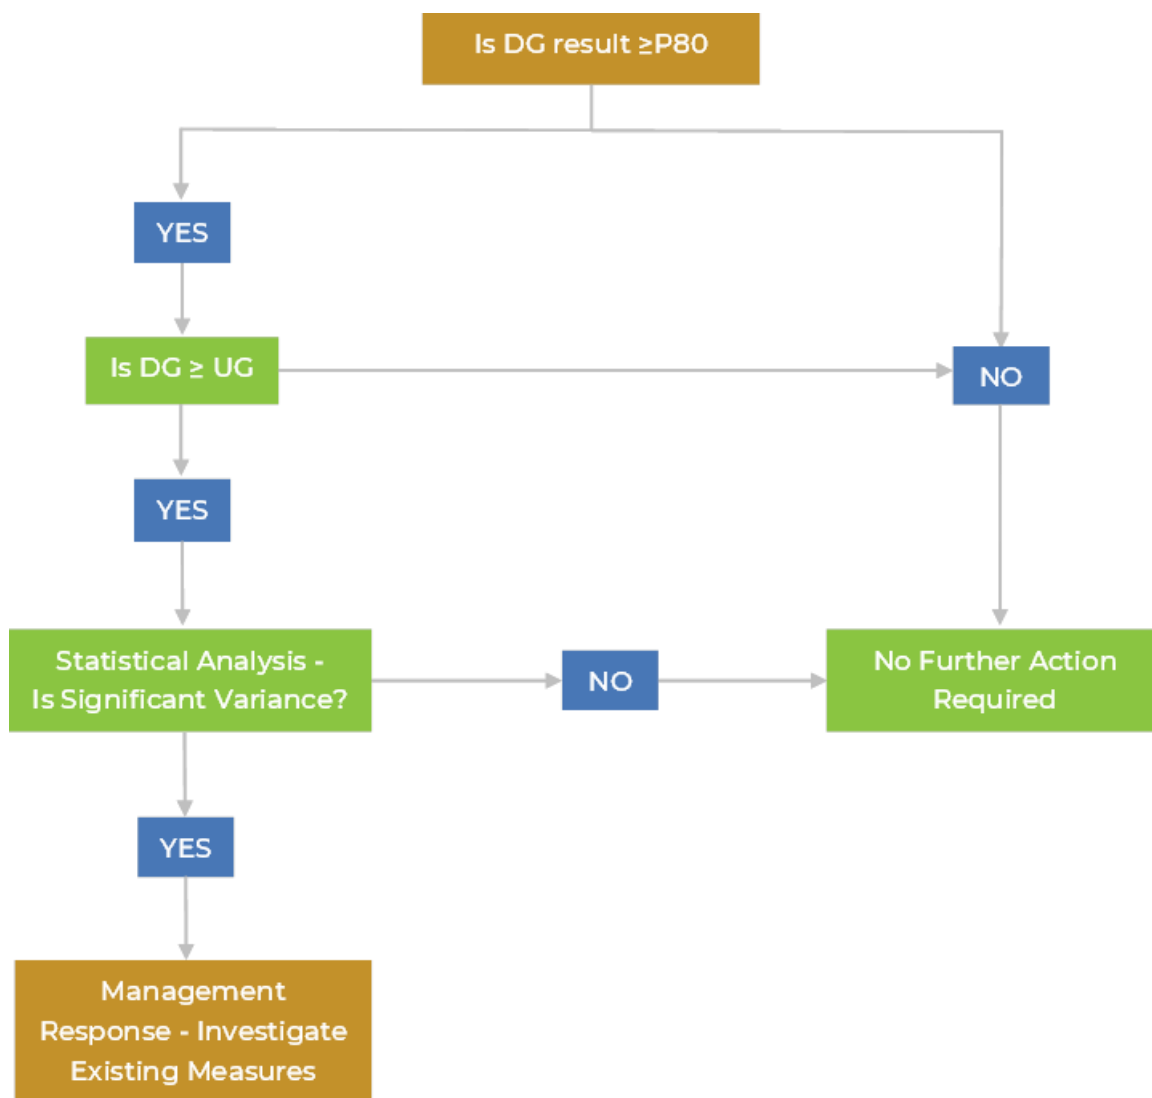 Is DG result ≥P80
YES
Is DG ≥ UG
NO
YES
Statistical Analysis -
Is Significant Variance?
NO
No Further Action
Required
YES
Management
Response - Investigate
Existing Measures